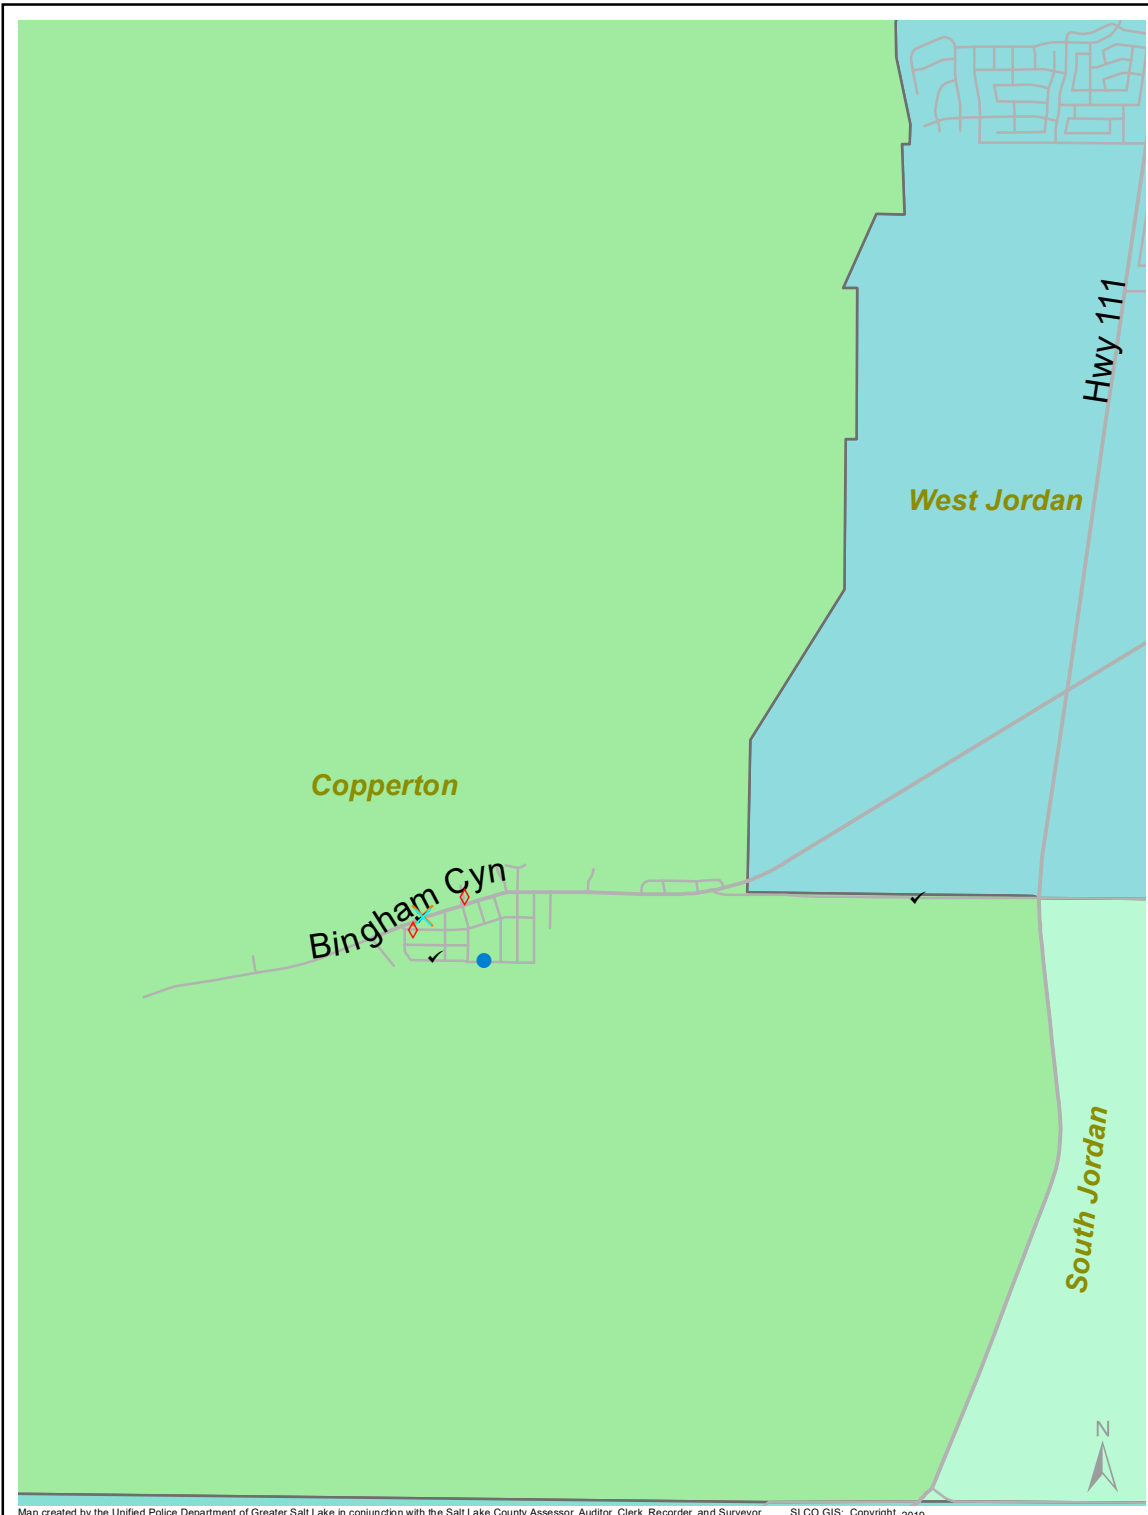 Hwy 111
West Jordan
Copperton
Bingham Cyn
South Jordan
N
Map created by the Unified Police Department of Greater Salt Lake in conjunction with the Salt Lake County Assessor, Auditor, Clerk, Recorder, and Surveyor. SLCO GIS: Copyright 2019